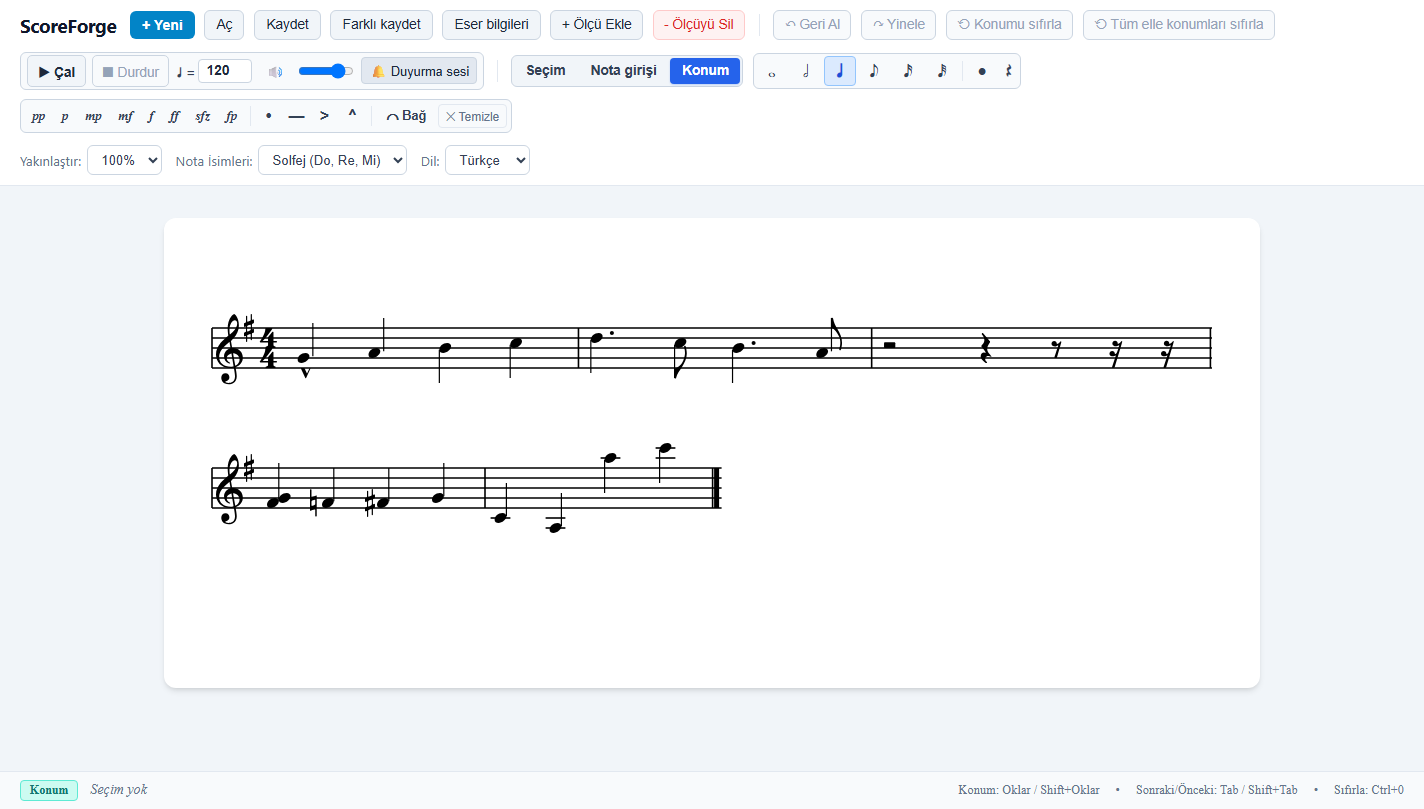 ScoreForge + Yeni Aç Kaydet Farklı kaydet Eser bilgileri + Ölçü Ekle - Ölçüyü Sil Geri Al Yinele Konumu sıfırla Tüm elle konumları sıfırla
Çal Durdur = 120 Duyurma sesi Seçim Nota girişi Konum
pp p mp mf f ff sfz fp • — > ^ Bağ Temizle
Yakınlaştır: 100% Nota İsimleri: Solfej (Do, Re, Mi) Dil: Türkçe
4
4
Konum Seçim yok Konum: Oklar / Shift+Oklar • Sonraki/Önceki: Tab / Shift+Tab • Sıfırla: Ctrl+0